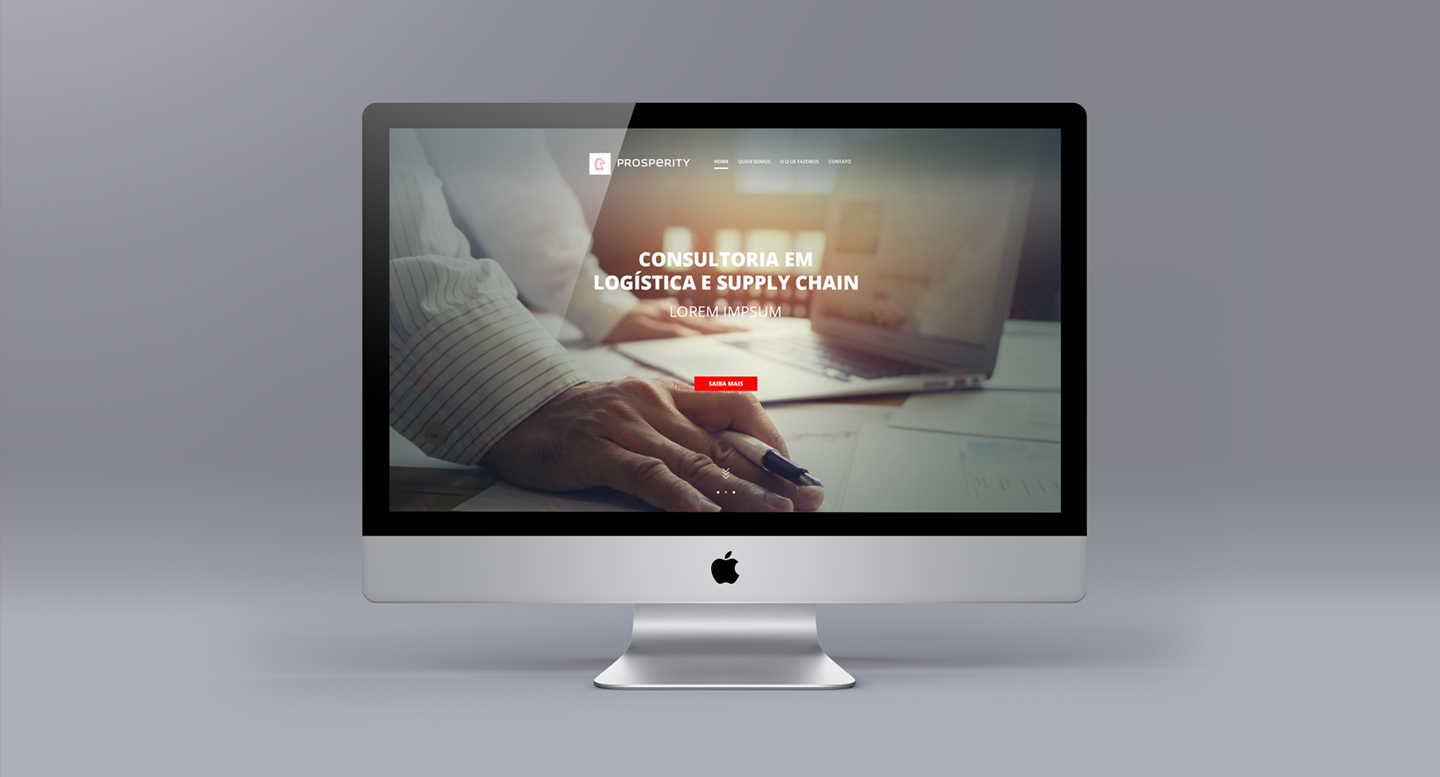 PROSPERITY
HOME QUEM SOMOS O Q UE FAZEMOS CONTATO
CONSULTORIA EM
LOGÍSTICA E SUPPLY CHAIN
LOREM IMPSUM
SAIBA MAIS